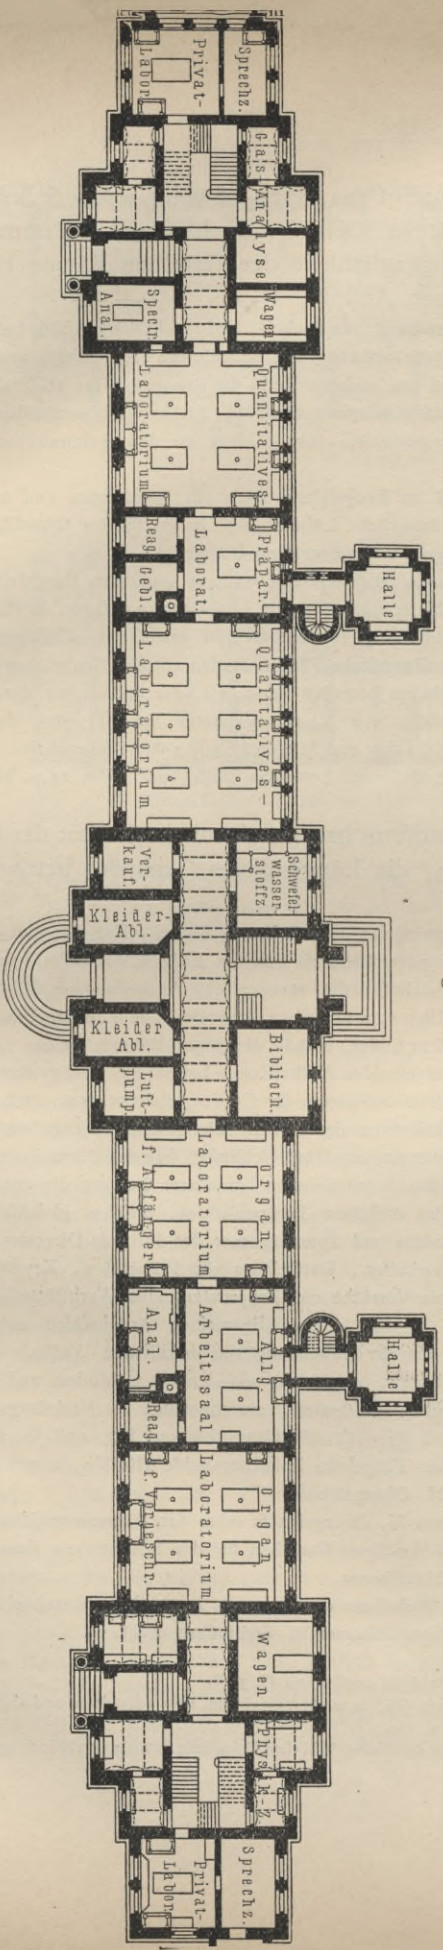 Privat-
Labor.
Sprechz.
Gas-Analyse
Wagen
Spectr.
Anal.
Quantitatives-
Laboratorium
Präpar.
Laborat.
Reag.
Gebl.
Halle
Qualitatives-
Laboratorium
Ver-
kauf.
Schwefel-
wasser-
stoffz.
Kleider-
Abl.
Kleider
Abl.
Biblioth.
Luft-
pump.
Organ.
Laboratorium
f. Anfänger
Allg.
Arbeitssaal
Anal.
Reag.
Halle
Organ
Laboratorium
f. Vorgeschr.
Wagen
Physik-Z
Privat-
Labor.
Sprechz.